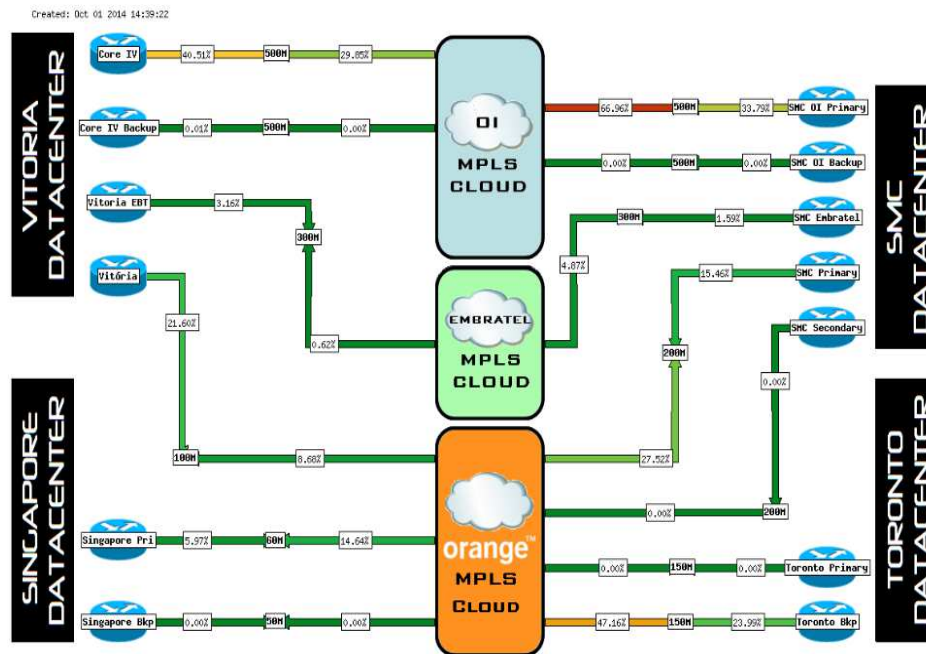 Created: Oct 01 2014 14:39:22
VITORIA
DATACENTER
Core IV
40.51%
500M
29.85%
Core IV Backup
0.01%
500M
0.00%
Vitoria EBT
3.16%
300M
0.62%
Vitória
21.60%
100M
8.68%
SINGAPORE
DATACENTER
Singapore Pri
5.97%
60M
14.64%
Singapore Bkp
0.00%
50M
0.00%
OI
MPLS
CLOUD
EMBRATEL
MPLS
CLOUD
orange™
MPLS
CLOUD
66.96%
500M
33.79%
SMC OI Primary
0.00%
500M
0.00%
SMC OI Backup
4.87%
300M
1.59%
SMC Embratel
27.52%
200M
15.46%
SMC Primary
0.00%
200M
0.00%
SMC Secondary
SMC
DATACENTER
0.00%
150M
0.00%
Toronto Primary
47.16%
150M
23.99%
Toronto Bkp
TORONTO
DATACENTER